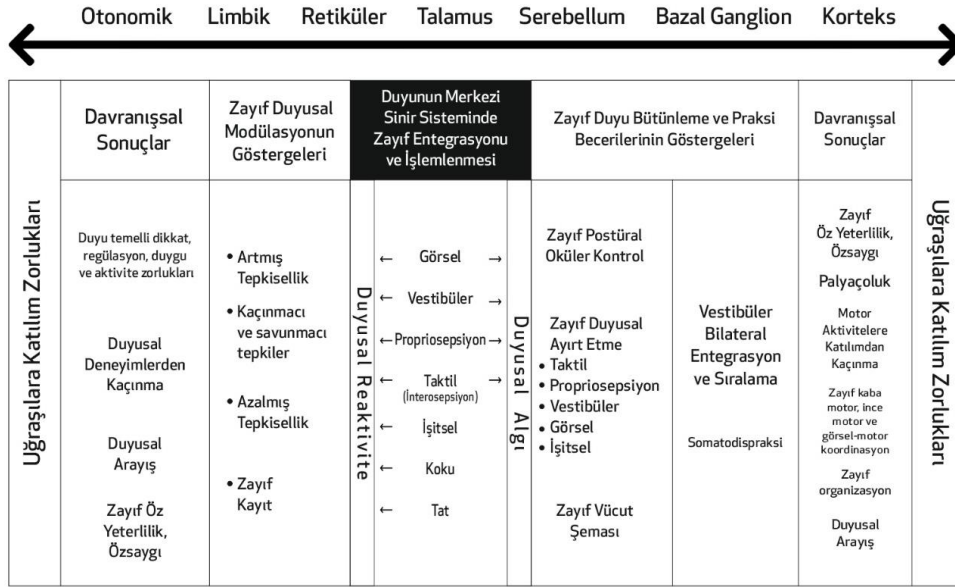 Otonomik Limbik Retiküler Talamus Serebellum Bazal Ganglion Korteks
Uğraşılara Katılım Zorlukları
Davranışsal
Sonuçlar
Duyu temelli dikkat,
regülasyon, duygu
ve aktivite zorlukları
Duyusal
Deneyimlerden
Kaçınma
Duyusal
Arayış
Zayıf Öz
Yeterlilik,
Özsaygı
Zayıf Duyusal
Modülasyonun
Göstergeleri
• Artmış
Tepkisellik
• Kaçınmacı
ve savunmacı
tepkiler
• Azalmış
Tepkisellik
• Zayıf
Kayıt
Duyunun Merkezi
Sinir Sisteminde
Zayıf Entegrasyonu
ve İşlemlenmesi
Duyusal Reaktivite
← Görsel →
← Vestibüler →
← Propriosepsiyon →
← Taktil →
(İnterosepsiyon)
← İşitsel
← Koku
← Tat
Duyusal Algı
Zayıf Duyu Bütünleme ve Praksi
Becerilerinin Göstergeleri
Zayıf Postüral
Oküler Kontrol
Zayıf Duyusal
Ayırt Etme
• Taktil
• Propriosepsiyon
• Vestibüler
• Görsel
• İşitsel
Zayıf Vücut
Şeması
Vestibüler
Bilateral
Entegrasyon
ve Sıralama
Somatodispraksi
Davranışsal
Sonuçlar
Zayıf
Öz Yeterlilik,
Özsaygı
Palyaçoluk
Motor
Aktivitelere
Katılımdan
Kaçınma
Zayıf kaba
motor, ince
motor ve
görsel-motor
koordinasyon
Zayıf
organizasyon
Duyusal
Arayış
Uğraşılara Katılım Zorlukları